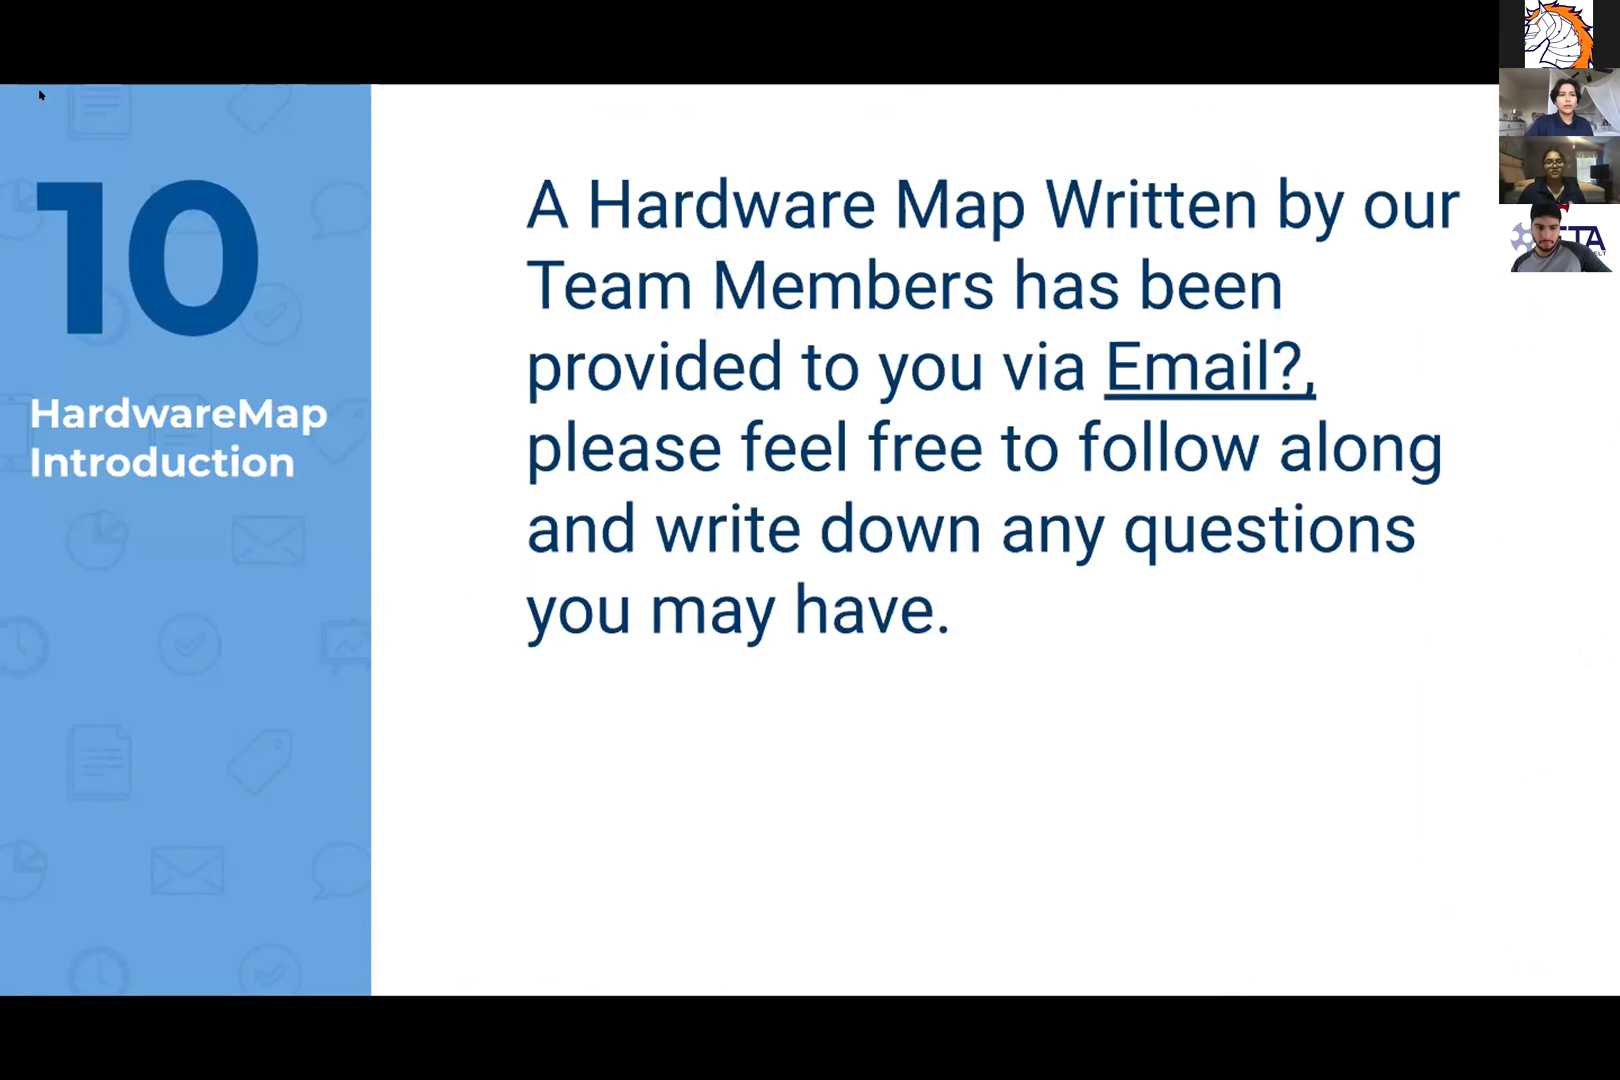 10
HardwareMap
Introduction
A Hardware Map Written by our
Team Members has been
provided to you via Email?,
please feel free to follow along
and write down any questions
you may have.